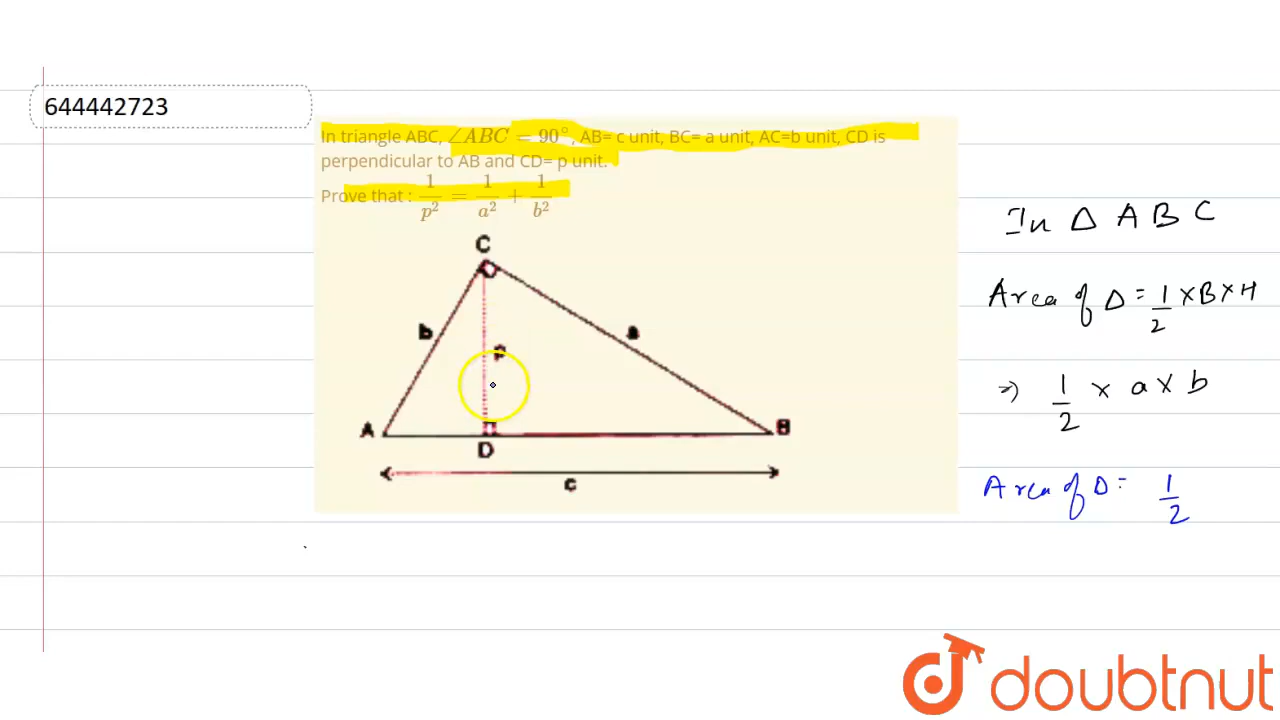 644442723
In triangle ABC, ∠ABC = 90°, AB= c unit, BC= a unit, AC=b unit, CD is
perpendicular to AB and CD= p unit.
Prove that : 1/p² = 1/a² + 1/b²
C
b
a
p
A
B
D
c
In Δ A B C
Area of Δ = 1/2 × B × H
⇒ 1/2 × a × b
Area of Δ = 1/2
doubtnut